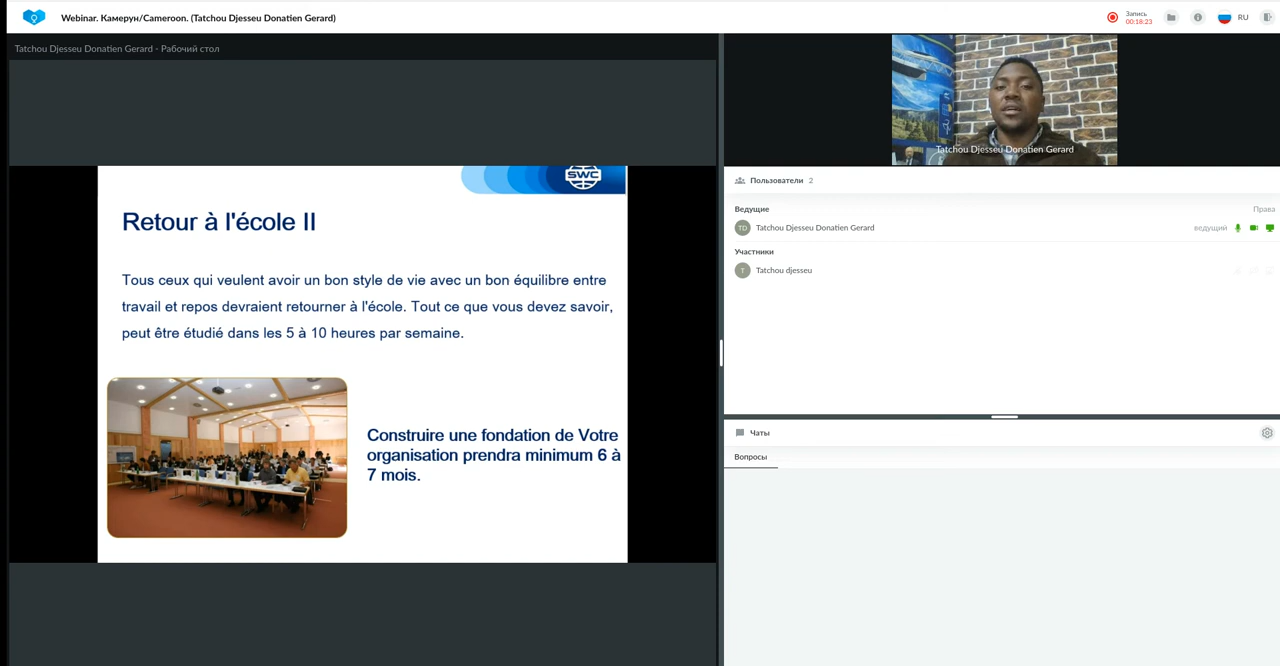 Webinar. Камерун/Cameroon. (Tatchou Djesseu Donatien Gerard)
Запись
00:18:23
RU
Tatchou Djesseu Donatien Gerard - Рабочий стол
SWC
Retour à l'école II
Tous ceux qui veulent avoir un bon style de vie avec un bon équilibre entre
travail et repos devraient retourner à l'école. Tout ce que vous devez savoir,
peut être étudié dans les 5 à 10 heures par semaine.
Construire une fondation de Votre
organisation prendra minimum 6 à
7 mois.
Tatchou Djesseu Donatien Gerard
Пользователи 2
Ведущие Права
TD Tatchou Djesseu Donatien Gerard ведущий
Участники
T Tatchou djesseu
Чаты
Вопросы